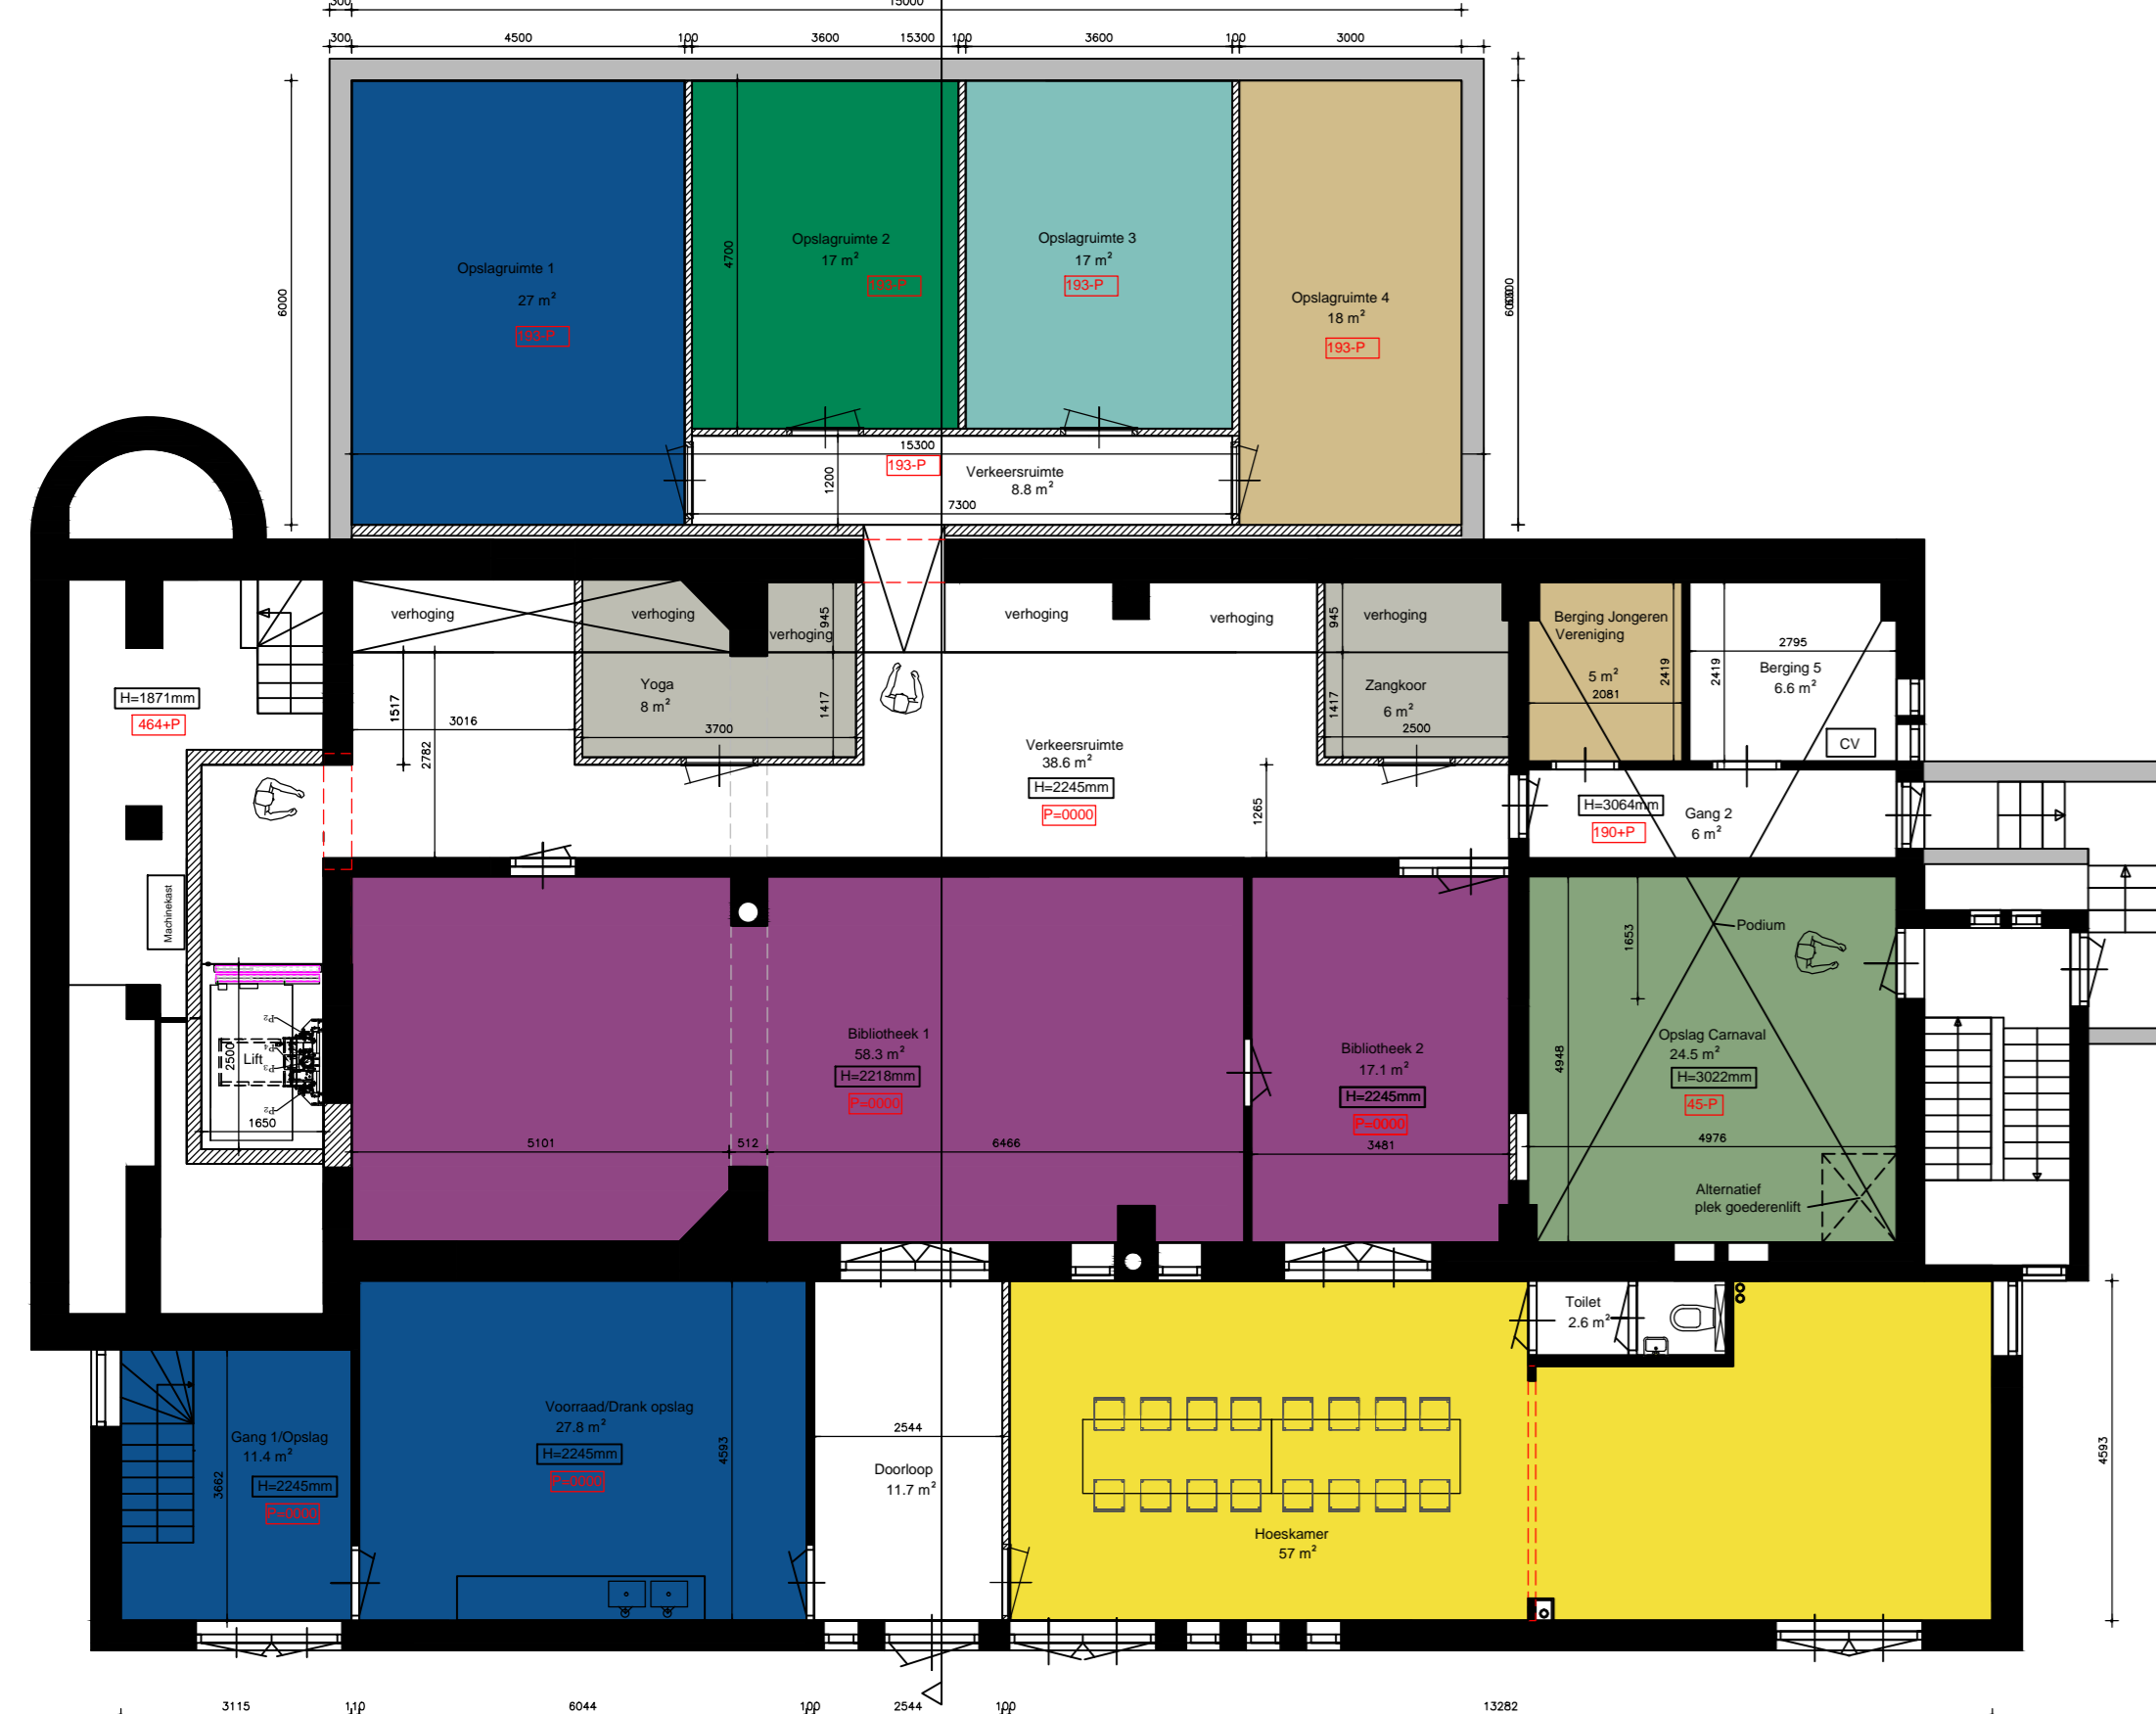 300
15000
300
4500
100
3600
15300
100
3600
100
3000
6000
4700
Opslagruimte 1
27 m²
193-P
Opslagruimte 2
17 m²
193-P
Opslagruimte 3
17 m²
193-P
Opslagruimte 4
18 m²
193-P
15300
193-P
1200
Verkeersruimte
8.8 m²
7300
verhoging
verhoging
verhoging
945
verhoging
verhoging
945
verhoging
Berging Jongeren
Vereniging
5 m²
2081
2419
2419
2795
Berging 5
6.6 m²
CV
H=1871mm
464+P
1517
2782
3016
Yoga
8 m²
3700
1417
Verkeersruimte
38.6 m²
H=2245mm
P=0000
1265
1417
Zangkoor
6 m²
2500
H=3064mm
190+P
Gang 2
6 m²
Machinekast
P2
P4
P3
P2
Lift
2500
1650
Bibliotheek 1
58.3 m²
H=2218mm
P=0000
5101
512
6466
Bibliotheek 2
17.1 m²
H=2245mm
P=0000
3481
1653
Podium
4948
Opslag Carnaval
24.5 m²
H=3022mm
45-P
4976
Alternatief
plek goederenlift
Toilet
2.6 m²
Gang 1/Opslag
11.4 m²
H=2245mm
P=0000
3662
Voorraad/Drank opslag
27.8 m²
H=2245mm
P=0000
4593
2544
Doorloop
11.7 m²
Hoeskamer
57 m²
4593
3115
110
6044
100
2544
100
13282